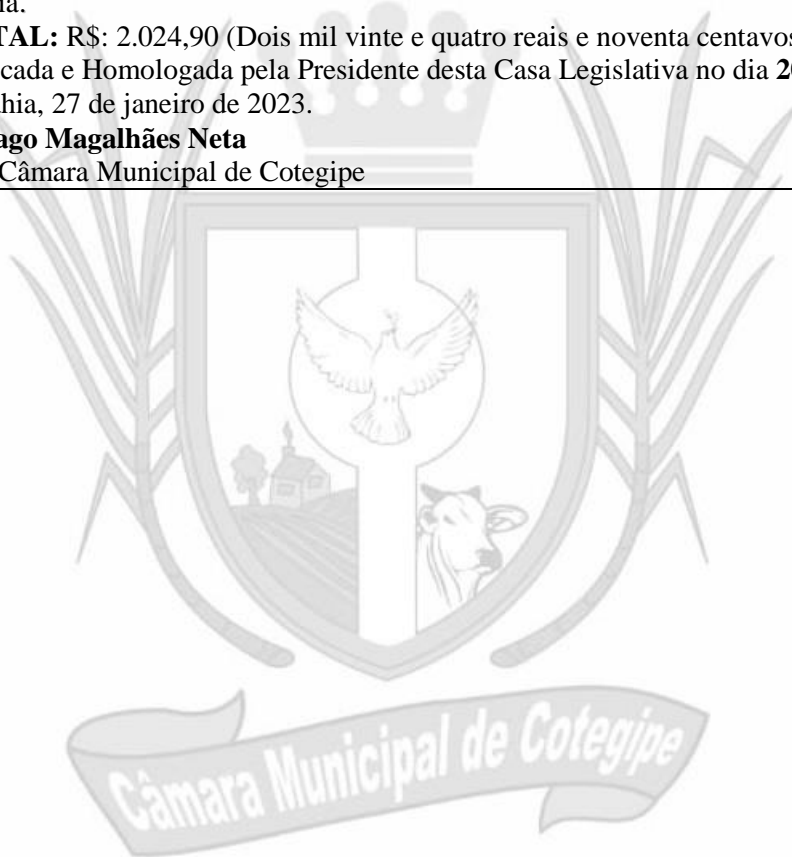 TAL: R$: 2.024,90 (Dois mil vinte e quatro reais e noventa centavos
cada e Homologada pela Presidente desta Casa Legislativa no dia 20
hia, 27 de janeiro de 2023.
ago Magalhães Neta
Câmara Municipal de Cotegipe
Câmara Municipal de Cotegipe